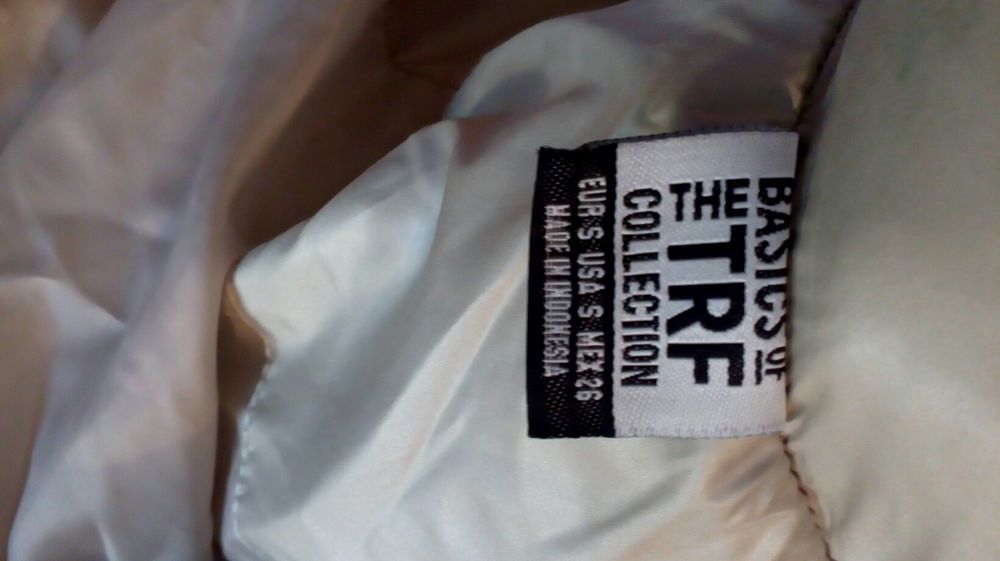 BASICS OF
THE TRF
COLLECTION
EUR S USA S MEX 26
MADE IN INDONESIA